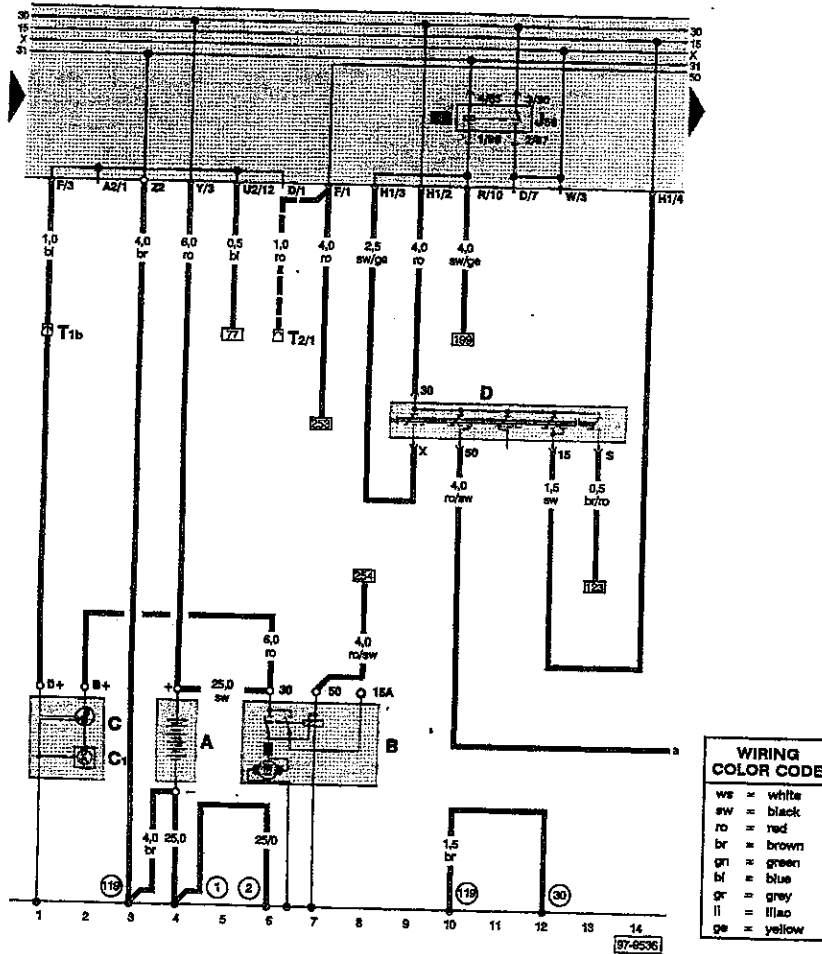 30
15
X
31
30
15
X
31
50
4/85
1/86
2/87
F/3
A2/1
Z2
Y/3
U2/12
D/1
F/1
H1/3
H1/2
R/10
D/7
W/3
H1/4
1,0
bl
4,0
br
6,0
ro
0,5
bl
1,0
ro
4,0
ro
2,5
sw/ge
4,0
ro
4,0
sw/ge
T1b
77
T2/1
199
253
30
D
X
50
15
S
4,0
ro/sw
1,5
sw
0,5
br/ro
254
123
6,0
ro
4,0
ro/sw
D+
B+
+
25,0
sw
30
50
15A
C
C1
A
B
a
−
4,0
br
25,0
25/0
1,5
br
119
1
2
119
30
1 2 3 4 5 6 7 8 9 10 11 12 13 14
97-8536
WIRING
COLOR CODE
ws = white
sw = black
ro = red
br = brown
gn = green
bl = blue
gr = grey
li = lilac
ge = yellow